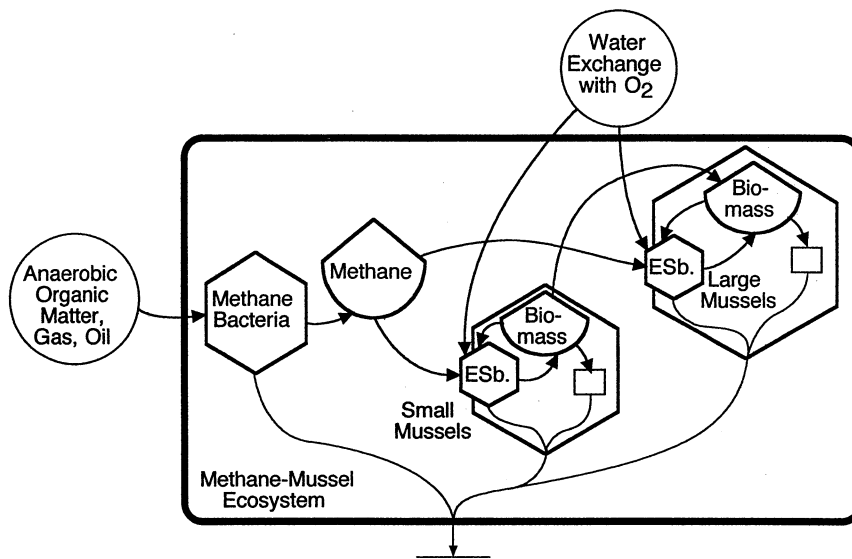 Water
Exchange
with O2
Anaerobic
Organic
Matter,
Gas, Oil
Methane
Bacteria
Methane
Bio-
mass
ESb.
Small
Mussels
Bio-
mass
ESb.
Large
Mussels
Methane-Mussel
Ecosystem